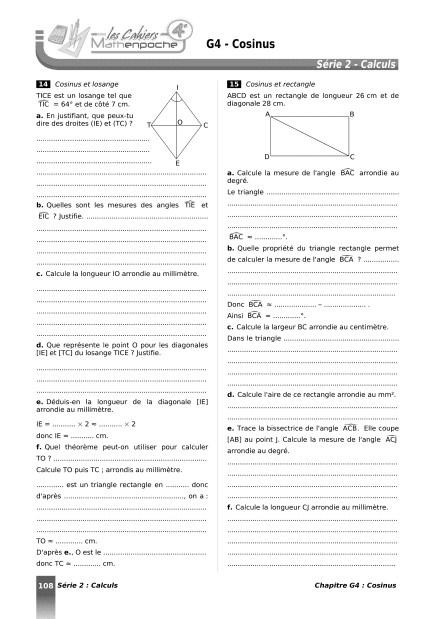 les Cahiers
Mathenpoche
4e
G4 - Cosinus
Série 2 - Calculs
14 Cosinus et losange
TICE est un losange tel que
TIC = 64° et de côté 7 cm.
a. En justifiant, que peux-tu
dire des droites (IE) et (TC) ?
I
T
O
C
E
b. Quelles sont les mesures des angles TIE et
EIC ? Justifie. ......................................................
c. Calcule la longueur IO arrondie au millimètre.
d. Que représente le point O pour les diagonales
[IE] et [TC] du losange TICE ? Justifie.
e. Déduis-en la longueur de la diagonale [IE]
arrondie au millimètre.
IE = ........... × 2 ≈ ........... × 2
donc IE ≈ ........... cm.
f. Quel théorème peut-on utiliser pour calculer
TO ? ....................................................................
Calcule TO puis TC ; arrondis au millimètre.
............. est un triangle rectangle en ........... donc
d'après ....................................................., on a :
TO ≈ ............. cm.
D'après e., O est le .............................................
donc TC ≈ ............. cm.
15 Cosinus et rectangle
ABCD est un rectangle de longueur 26 cm et de
diagonale 28 cm.
A
B
D
C
a. Calcule la mesure de l'angle BAC arrondie au
degré.
Le triangle ...........................................................
BAC ≈ .............°.
b. Quelle propriété du triangle rectangle permet
de calculer la mesure de l'angle BCA ? ................
Donc BCA ≈ ................... – ..................... .
Ainsi BCA ≈ .............°.
c. Calcule la largeur BC arrondie au centimètre.
Dans le triangle ...................................................
d. Calcule l'aire de ce rectangle arrondie au mm².
e. Trace la bissectrice de l'angle ACB. Elle coupe
[AB] au point J. Calcule la mesure de l'angle ACJ
arrondie au degré.
f. Calcule la longueur CJ arrondie au millimètre.
108 Série 2 : Calculs
Chapitre G4 : Cosinus